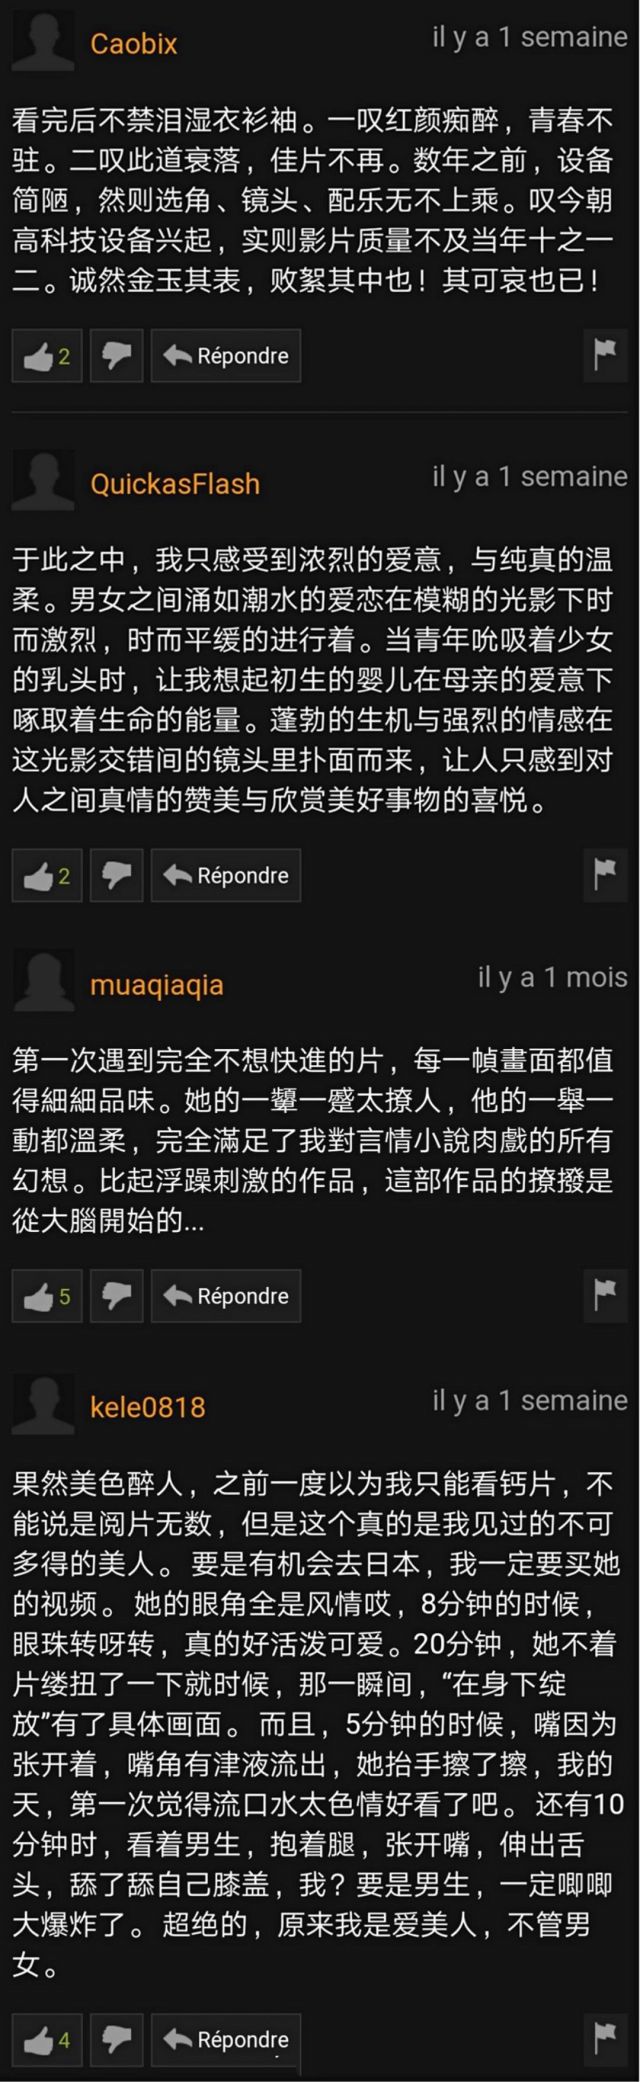 Caobix
il y a 1 semaine
看完后不禁泪湿衣衫袖。一叹红颜痴醉，青春不
驻。二叹此道衰落，佳片不再。数年之前，设备
简陋，然则选角、镜头、配乐无不上乘。叹今朝
高科技设备兴起，实则影片质量不及当年十之一
二。诚然金玉其表，败絮其中也！其可哀也已！
2
Répondre
QuickasFlash
il y a 1 semaine
于此之中，我只感受到浓烈的爱意，与纯真的温
柔。男女之间涌如潮水的爱恋在模糊的光影下时
而激烈，时而平缓的进行着。当青年吮吸着少女
的乳头时，让我想起初生的婴儿在母亲的爱意下
啄取着生命的能量。蓬勃的生机与强烈的情感在
这光影交错间的镜头里扑面而来，让人只感到对
人之间真情的赞美与欣赏美好事物的喜悦。
2
Répondre
muaqiaqia
il y a 1 mois
第一次遇到完全不想快進的片，每一幀畫面都值
得細細品味。她的一顰一蹙太撩人，他的一舉一
動都溫柔，完全滿足了我對言情小說肉戲的所有
幻想。比起浮躁刺激的作品，這部作品的撩撥是
從大腦開始的...
5
Répondre
kele0818
il y a 1 semaine
果然美色醉人，之前一度以为我只能看钙片，不
能说是阅片无数，但是这个真的是我见过的不可
多得的美人。 要是有机会去日本，我一定要买她
的视频。 她的眼角全是风情哎，8分钟的时候，
眼珠转呀转，真的好活泼可爱。20分钟，她不着
片缕扭了一下就时候，那一瞬间，“在身下绽
放”有了具体画面。 而且，5分钟的时候，嘴因为
张开着，嘴角有津液流出，她抬手擦了擦，我的
天，第一次觉得流口水太色情好看了吧。 还有10
分钟时，看着男生，抱着腿，张开嘴，伸出舌
头，舔了舔自己膝盖，我？要是男生，一定唧唧
大爆炸了。 超绝的，原来我是爱美人，不管男
女。
4
Répondre